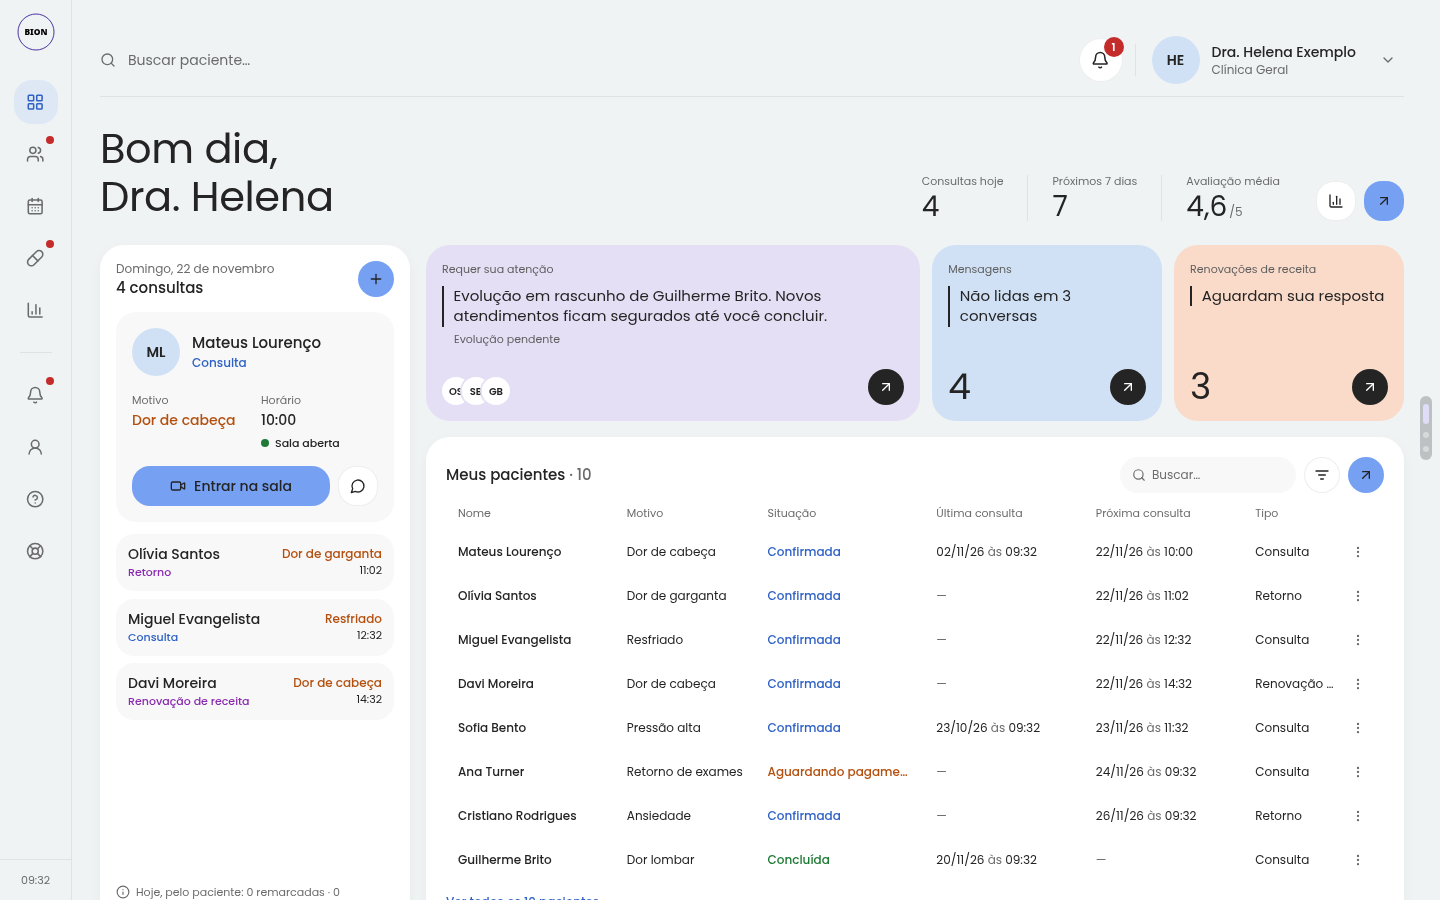 BION
Buscar paciente...
1
HE
Dra. Helena Exemplo
Clínica Geral
Bom dia,
Dra. Helena
Consultas hoje
4
Próximos 7 dias
7
Avaliação média
4,6 /5
Domingo, 22 de novembro
4 consultas
ML
Mateus Lourenço
Consulta
Motivo
Dor de cabeça
Horário
10:00
Sala aberta
Entrar na sala
Olívia Santos
Dor de garganta
Retorno
11:02
Miguel Evangelista
Resfriado
Consulta
12:32
Davi Moreira
Dor de cabeça
Renovação de receita
14:32
Hoje, pelo paciente: 0 remarcadas · 0
Requer sua atenção
Evolução em rascunho de Guilherme Brito. Novos
atendimentos ficam segurados até você concluir.
Evolução pendente
OS SE GB
Mensagens
Não lidas em 3
conversas
4
Renovações de receita
Aguardam sua resposta
3
Meus pacientes · 10
Buscar...
Nome Motivo Situação Última consulta Próxima consulta Tipo
Mateus Lourenço Dor de cabeça Confirmada 02/11/26 às 09:32 22/11/26 às 10:00 Consulta
Olívia Santos Dor de garganta Confirmada — 22/11/26 às 11:02 Retorno
Miguel Evangelista Resfriado Confirmada — 22/11/26 às 12:32 Consulta
Davi Moreira Dor de cabeça Confirmada — 22/11/26 às 14:32 Renovação ...
Sofia Bento Pressão alta Confirmada 23/10/26 às 09:32 23/11/26 às 11:32 Consulta
Ana Turner Retorno de exames Aguardando pagame... — 24/11/26 às 09:32 Consulta
Cristiano Rodrigues Ansiedade Confirmada — 26/11/26 às 09:32 Retorno
Guilherme Brito Dor lombar Concluída 20/11/26 às 09:32 — Consulta
Ver todos os 10 pacientes
09:32